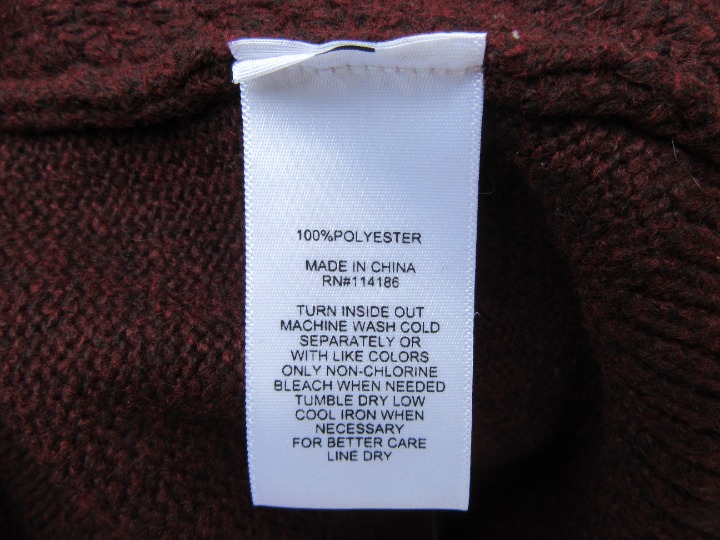 100%POLYESTER
MADE IN CHINA
RN#114186
TURN INSIDE OUT
MACHINE WASH COLD
SEPARATELY OR
WITH LIKE COLORS
ONLY NON-CHLORINE
BLEACH WHEN NEEDED
TUMBLE DRY LOW
COOL IRON WHEN
NECESSARY
FOR BETTER CARE
LINE DRY